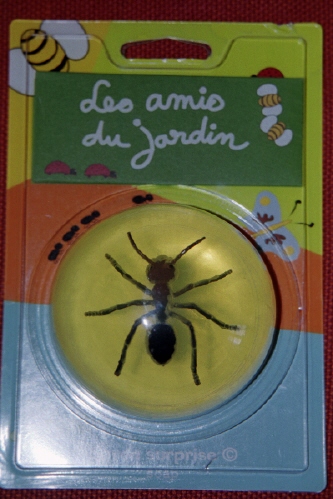 Les amis
du jardin
surprise ©